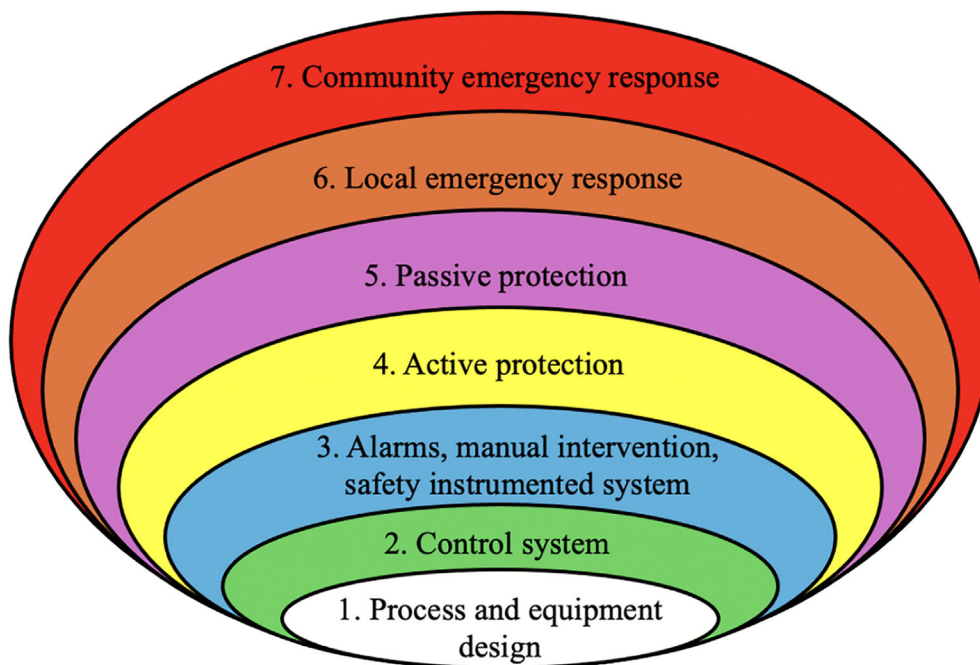 7. Community emergency response
6. Local emergency response
5. Passive protection
4. Active protection
3. Alarms, manual intervention,
safety instrumented system
2. Control system
1. Process and equipment
design